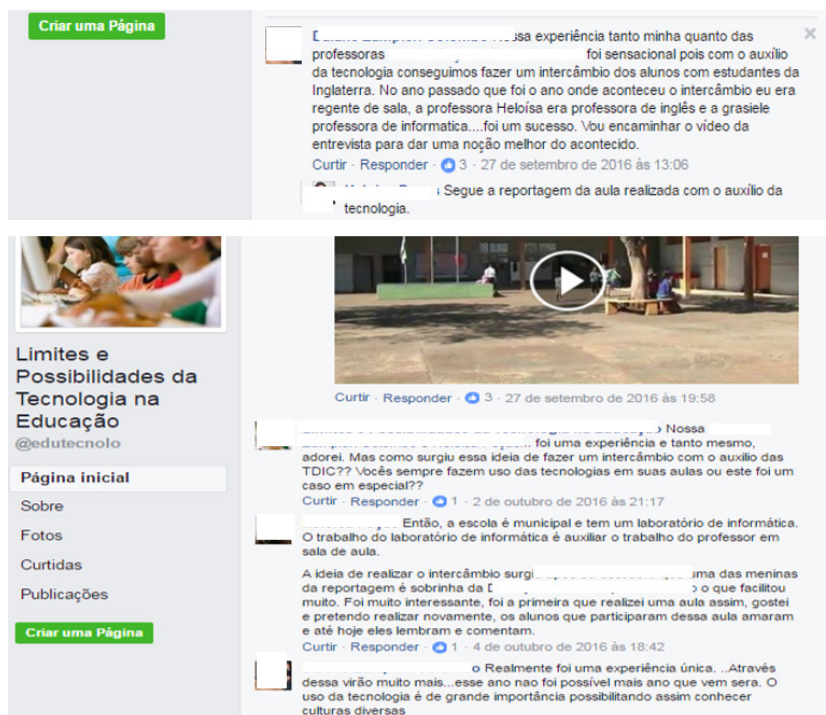 Criar uma Página
ssa experiência tanto minha quanto das
professoras foi sensacional pois com o auxílio
da tecnologia conseguimos fazer um intercâmbio dos alunos com estudantes da
Inglaterra. No ano passado que foi o ano onde aconteceu o intercâmbio eu era
regente de sala, a professora Heloísa era professora de inglês e a grasiele
professora de informatica....foi um sucesso. Vou encaminhar o vídeo da
entrevista para dar uma noção melhor do acontecido.
Curtir · Responder · 3 · 27 de setembro de 2016 às 13:06
Segue a reportagem da aula realizada com o auxílio da
tecnologia.
Limites e
Possibilidades da
Tecnologia na
Educação
@edutecnolo
Página inicial
Sobre
Fotos
Curtidas
Publicações
Criar uma Página
Curtir · Responder · 3 · 27 de setembro de 2016 às 19:58
Nossa
foi uma experiência e tanto mesmo,
adorei. Mas como surgiu essa ideia de fazer um intercâmbio com o auxilio das
TDIC?? Vocês sempre fazem uso das tecnologias em suas aulas ou este foi um
caso em especial??
Curtir · Responder · 1 · 2 de outubro de 2016 às 21:17
Então, a escola é municipal e tem um laboratório de informática.
O trabalho do laboratório de informática é auxiliar o trabalho do professor em
sala de aula.
A ideia de realizar o intercâmbio surgi uma das meninas
da reportagem é sobrinha da o que facilitou
muito. Foi muito interessante, foi a primeira que realizei uma aula assim, gostei
e pretendo realizar novamente, os alunos que participaram dessa aula amaram
e até hoje eles lembram e comentam.
Curtir · Responder · 1 · 4 de outubro de 2016 às 18:42
o Realmente foi uma experiência única. ..Através
dessa virão muito mais...esse ano nao foi possível mais ano que vem sera. O
uso da tecnologia é de grande importância possibilitando assim conhecer
culturas diversas